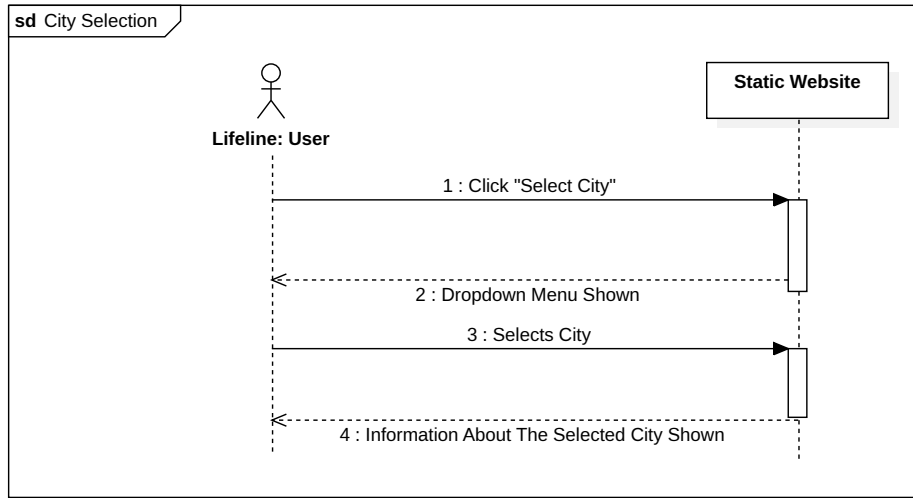 sd City Selection
Static Website
Lifeline: User
1 : Click "Select City"
2 : Dropdown Menu Shown
3 : Selects City
4 : Information About The Selected City Shown